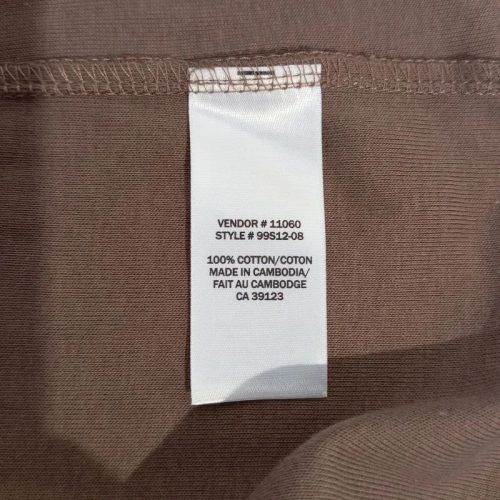 VENDOR # 11060
STYLE # 99S12-08
100% COTTON/COTON
MADE IN CAMBODIA/
FAIT AU CAMBODGE
CA 39123